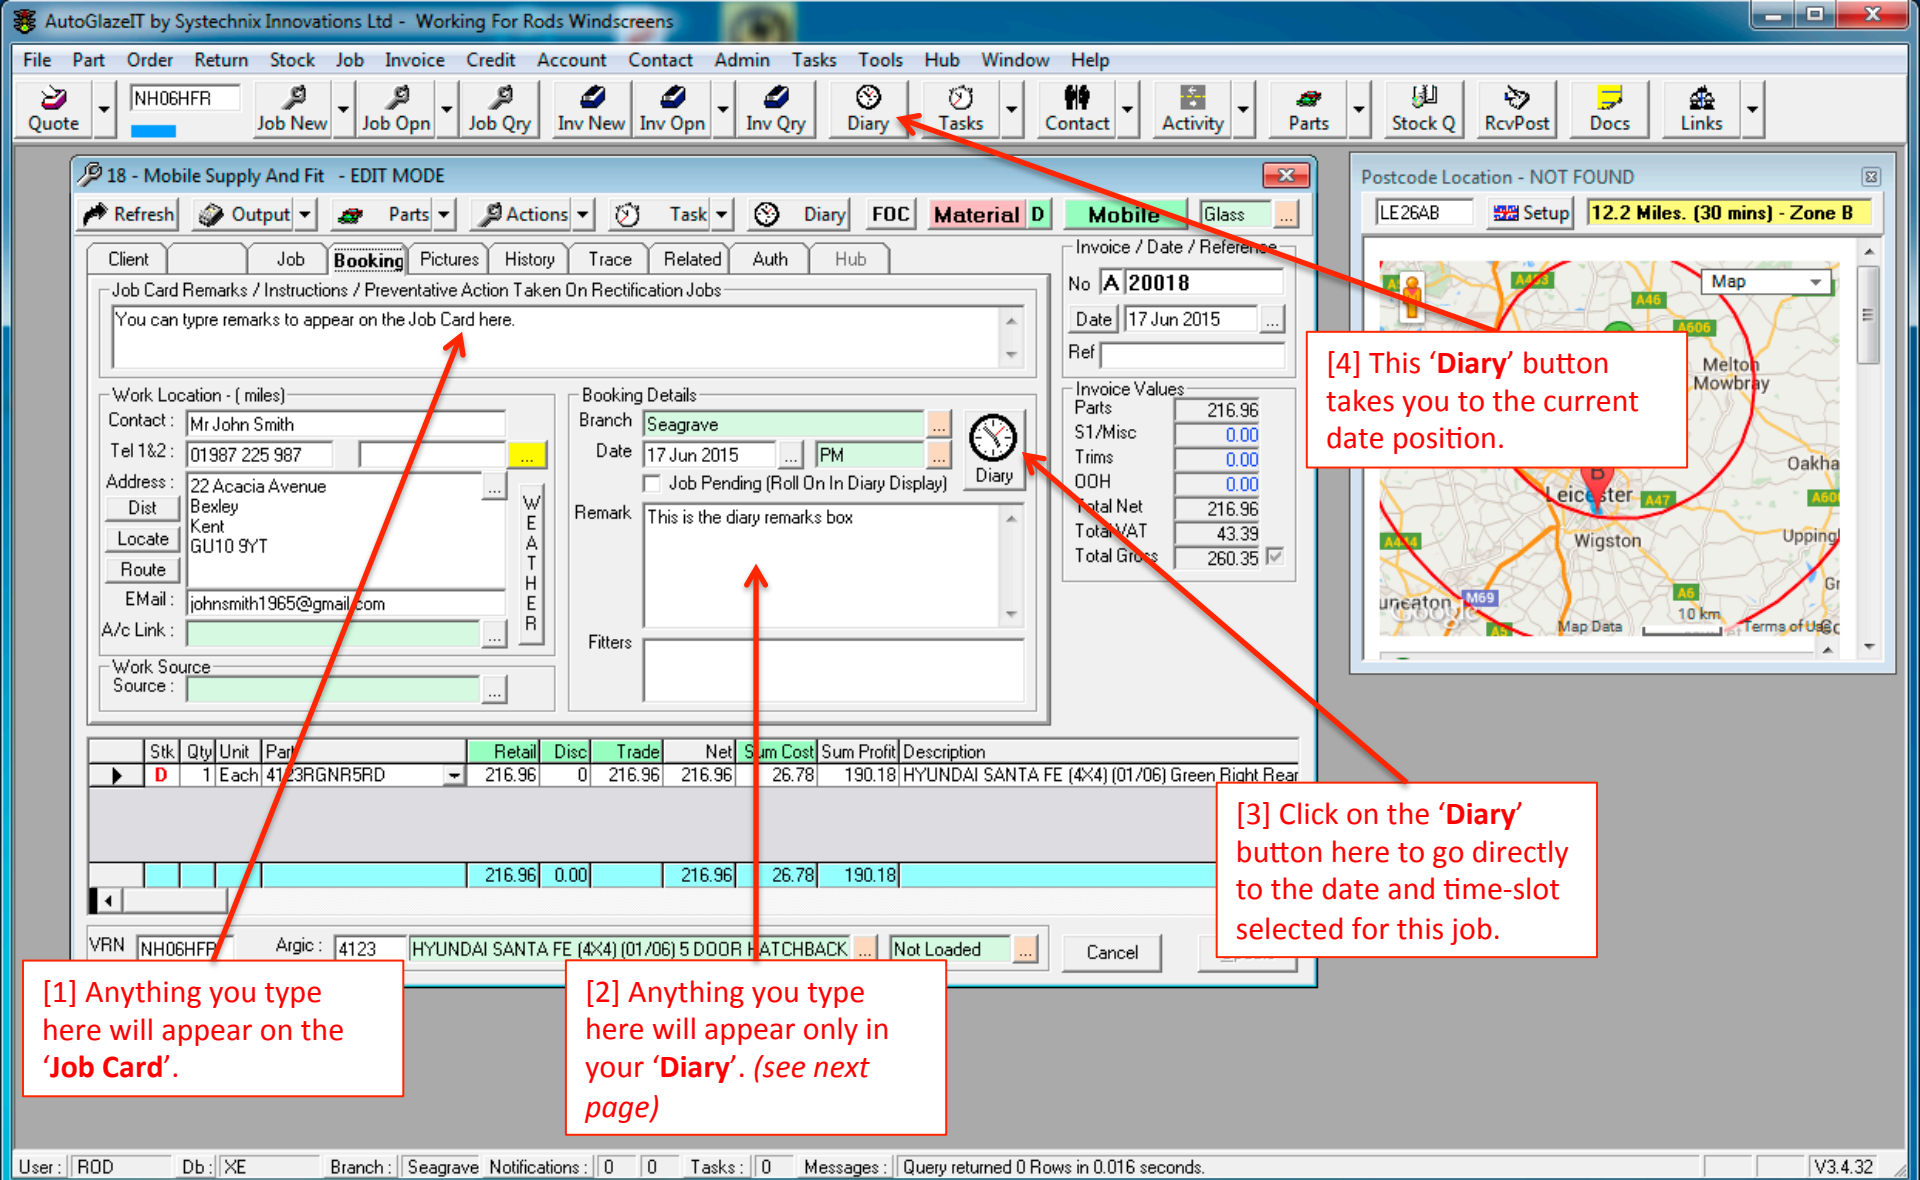 AutoGlazeIT by Systechnix Innovations Ltd - Working For Rods Windscreens
File Part Order Return Stock Job Invoice Credit Account Contact Admin Tasks Tools Hub Window Help
Quote NH06HFR Job New Job Opn Job Qry Inv New Inv Opn Inv Qry Diary Tasks Contact Activity Parts Stock Q RcvPost Docs Links
18 - Mobile Supply And Fit - EDIT MODE
Refresh Output Parts Actions Task Diary FOC Material D Mobile Glass ...
Client Job Booking Pictures History Trace Related Auth Hub
Job Card Remarks / Instructions / Preventative Action Taken On Rectification Jobs
You can typre remarks to appear on the Job Card here.
Work Location - ( miles)
Contact : Mr John Smith
Tel 1&2 : 01987 225 987 ...
Address : 22 Acacia Avenue ...
Dist Bexley
Kent
Locate GU10 9YT
Route
EMail : johnsmith1965@gmail.com
A/c Link : ...
WEATHER
Work Source
Source : ...
Booking Details
Branch Seagrave ...
Date 17 Jun 2015 ... PM ...
Job Pending (Roll On In Diary Display)
Diary
Remark This is the diary remarks box
Fitters
Invoice / Date / Reference
No A 20018
Date 17 Jun 2015 ...
Ref
Invoice Values
Parts 216.96
S1/Misc 0.00
Trims 0.00
OOH 0.00
Total Net 216.96
Total VAT 43.39
Total Gross 260.35
Stk Qty Unit Part Retail Disc Trade Net Sum Cost Sum Profit Description
D 1 Each 4123RGNR5RD 216.96 0 216.96 216.96 26.78 190.18 HYUNDAI SANTA FE (4X4) (01/06) Green Right Rear
216.96 0.00 216.96 26.78 190.18
VRN NH06HFR Argic : 4123 HYUNDAI SANTA FE (4X4) (01/06) 5 DOOR HATCHBACK ... Not Loaded ... Cancel
Postcode Location - NOT FOUND
LE26AB Setup 12.2 Miles. (30 mins) - Zone B
Map
A46
A606
Melton
Mowbray
Oakha
B
Leicester A47
Wigston
M69
A6
10 km
Google
Map Data
Terms of Use
[4] This ‘Diary’ button
takes you to the current
date position.
[3] Click on the ‘Diary’
button here to go directly
to the date and time-slot
selected for this job.
[1] Anything you type
here will appear on the
‘Job Card’.
[2] Anything you type
here will appear only in
your ‘Diary’. (see next
page)
User : ROD Db : XE Branch : Seagrave Notifications : 0 0 Tasks : 0 Messages : Query returned 0 Rows in 0.016 seconds. V3.4.32